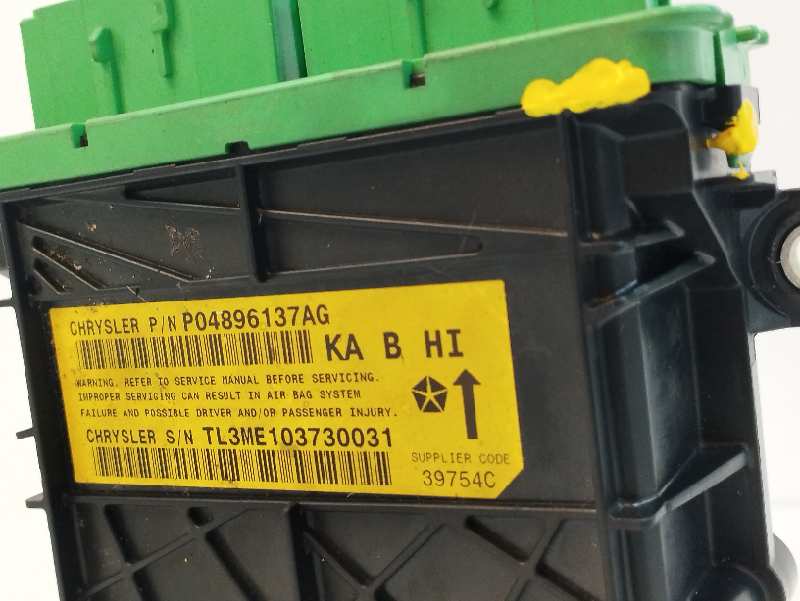 CHRYSLER P/N P04896137AG
KA B HI
WARNING. REFER TO SERVICE MANUAL BEFORE SERVICING.
IMPROPER SERVICING CAN RESULT IN AIR BAG SYSTEM
FAILURE AND POSSIBLE DRIVER AND/OR PASSENGER INJURY.
CHRYSLER S/N TL3ME103730031
SUPPLIER CODE
39754C